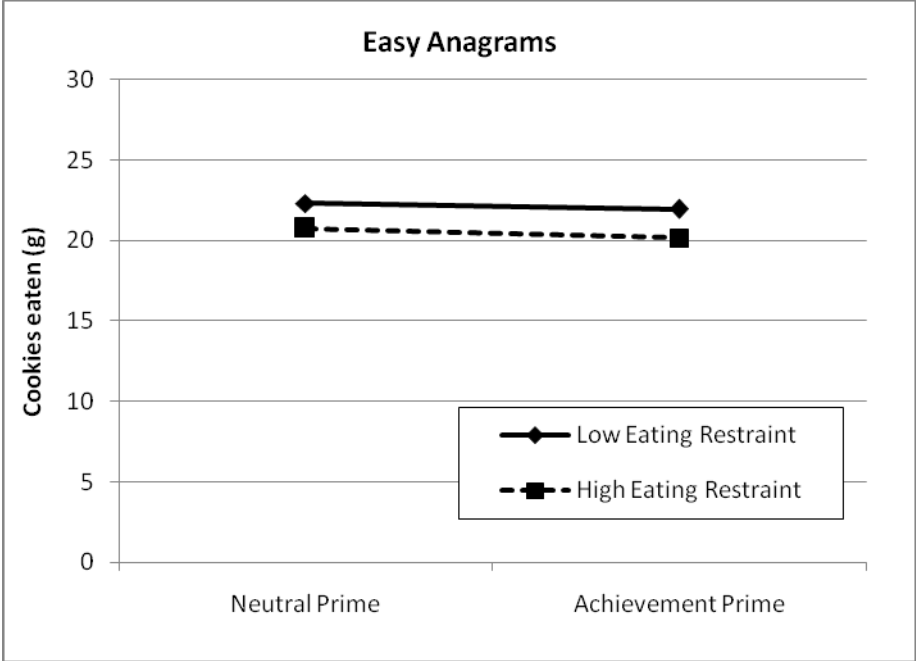 Easy Anagrams
30
25
20
15
10
5
0
Cookies eaten (g)
Low Eating Restraint
High Eating Restraint
Neutral Prime
Achievement Prime